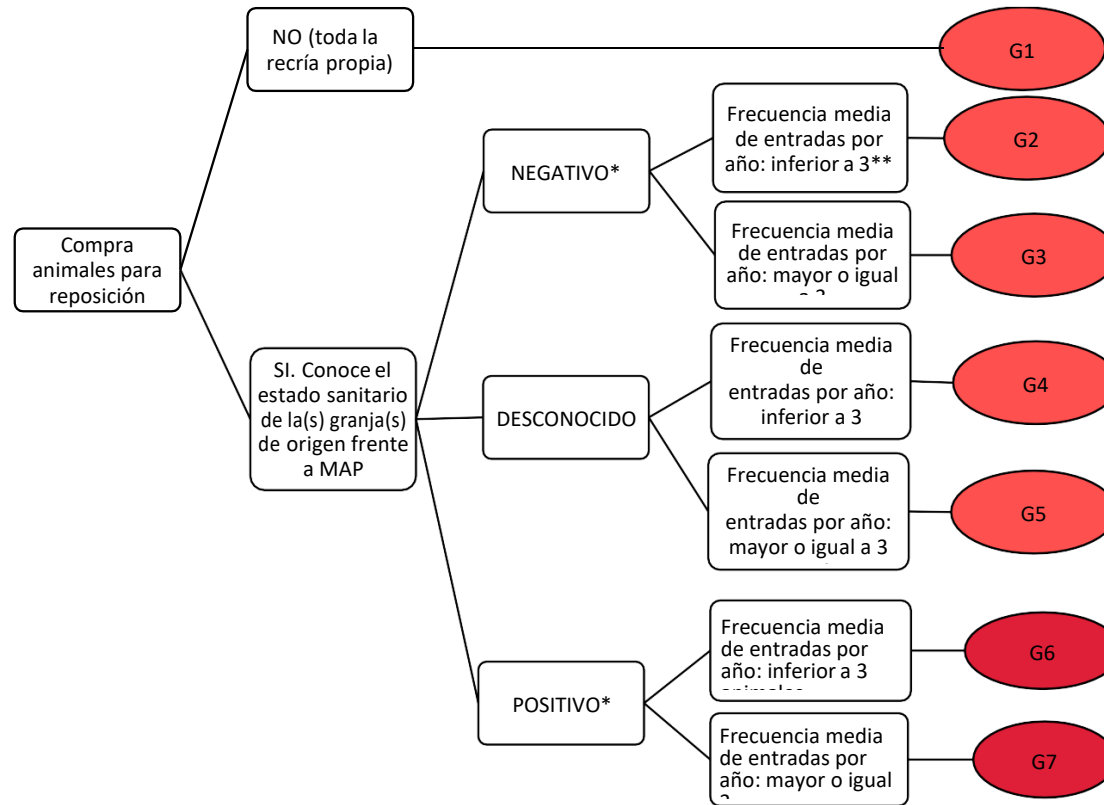 NO (toda la
recría propia)
G1
Frecuencia media
de entradas por
año: inferior a 3**
G2
NEGATIVO*
Frecuencia media
de entradas por
año: mayor o igual
G3
Compra
animales para
reposición
SI. Conoce el
estado sanitario
de la(s) granja(s)
de origen frente
a MAP
Frecuencia media
de
entradas por año:
inferior a 3
G4
DESCONOCIDO
Frecuencia media
de
entradas por año:
mayor o igual a 3
G5
Frecuencia media
de entradas por
año: inferior a 3
G6
POSITIVO*
Frecuencia media
de entradas por
año: mayor o igual
G7